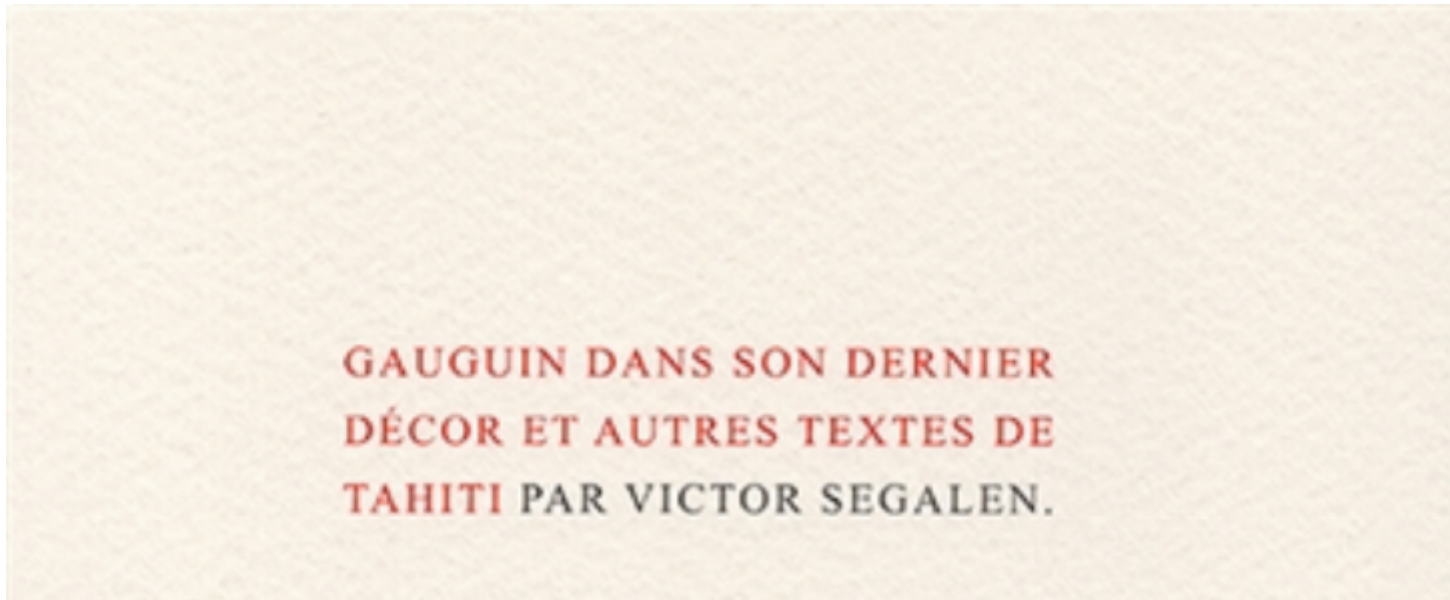 GAUGUIN DANS SON DERNIER
DÉCOR ET AUTRES TEXTES DE
TAHITI PAR VICTOR SEGALEN.